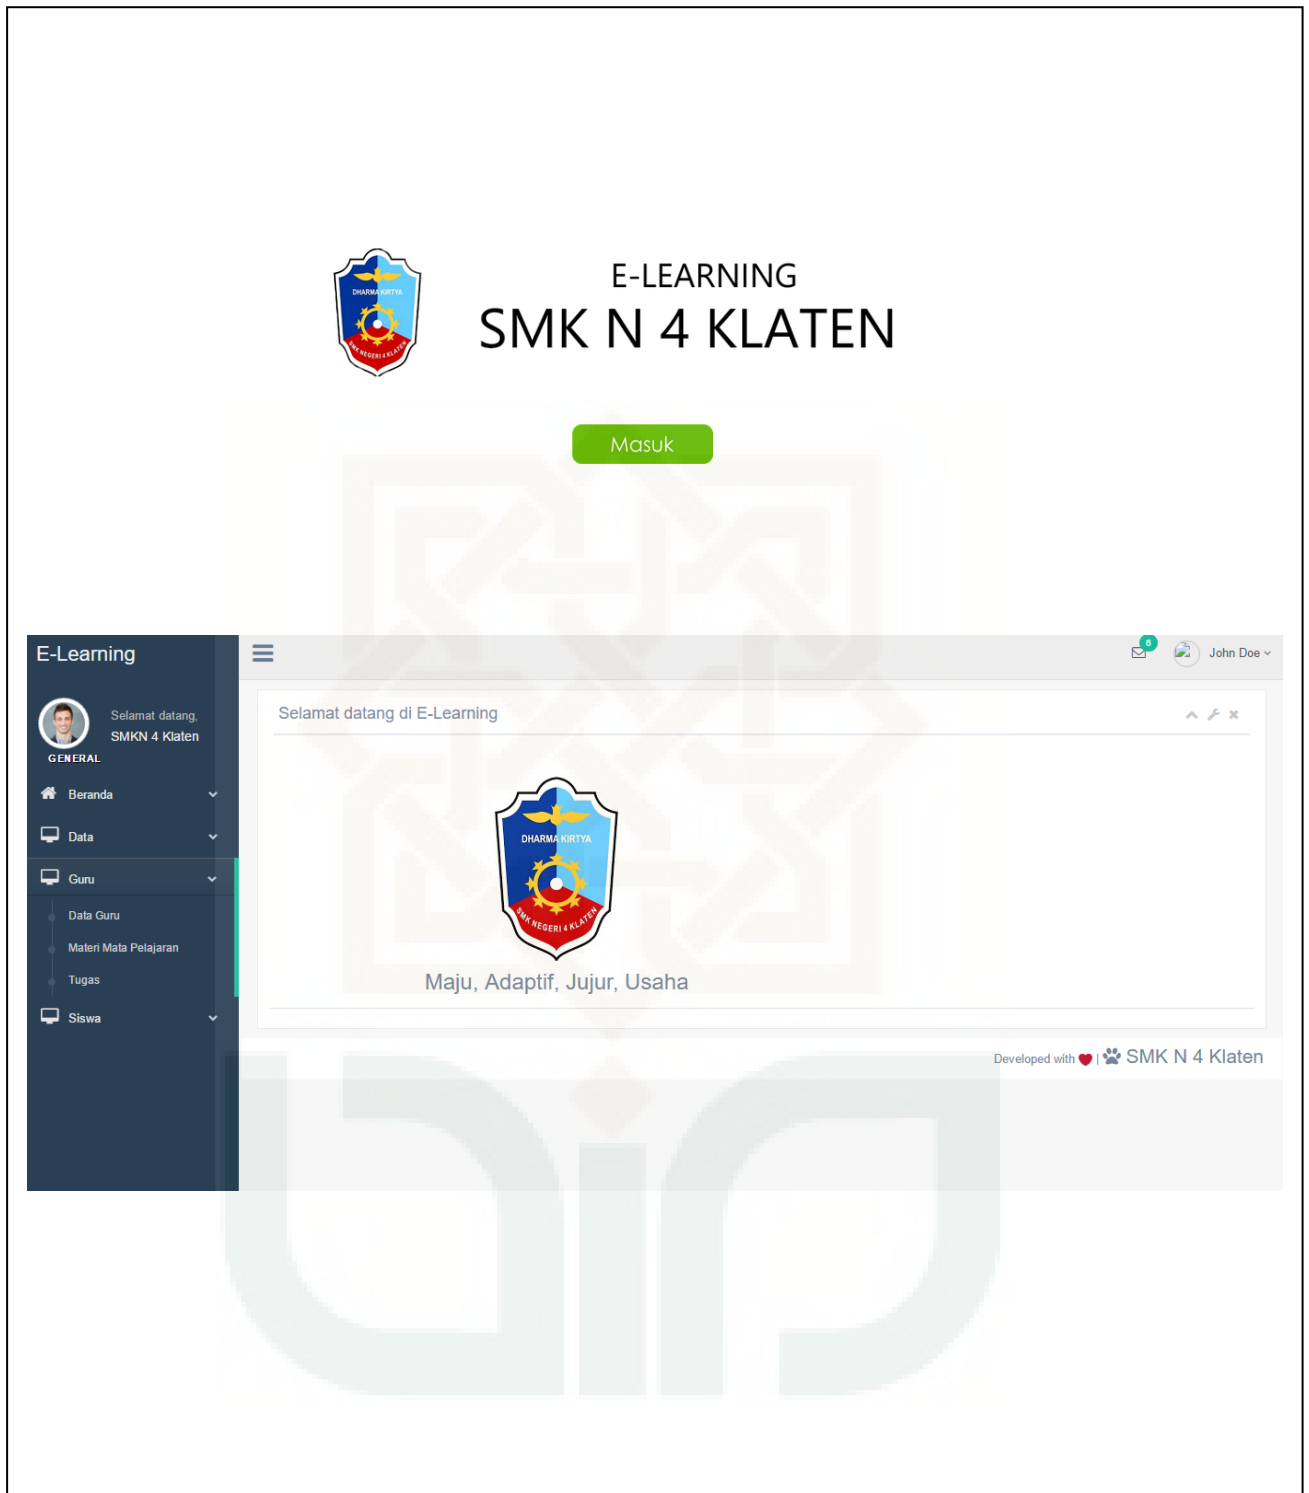 DHARMA KIRTYA
SMK NEGERI 4 KLATEN
E-LEARNING
SMK N 4 KLATEN
Masuk
E-Learning
6
John Doe
Selamat datang,
SMKN 4 Klaten
GENERAL
Selamat datang di E-Learning
Beranda
Data
Guru
Data Guru
Materi Mata Pelajaran
Tugas
Siswa
DHARMA KIRTYA
SMK NEGERI 4 KLATEN
Maju, Adaptif, Jujur, Usaha
Developed with | SMK N 4 Klaten